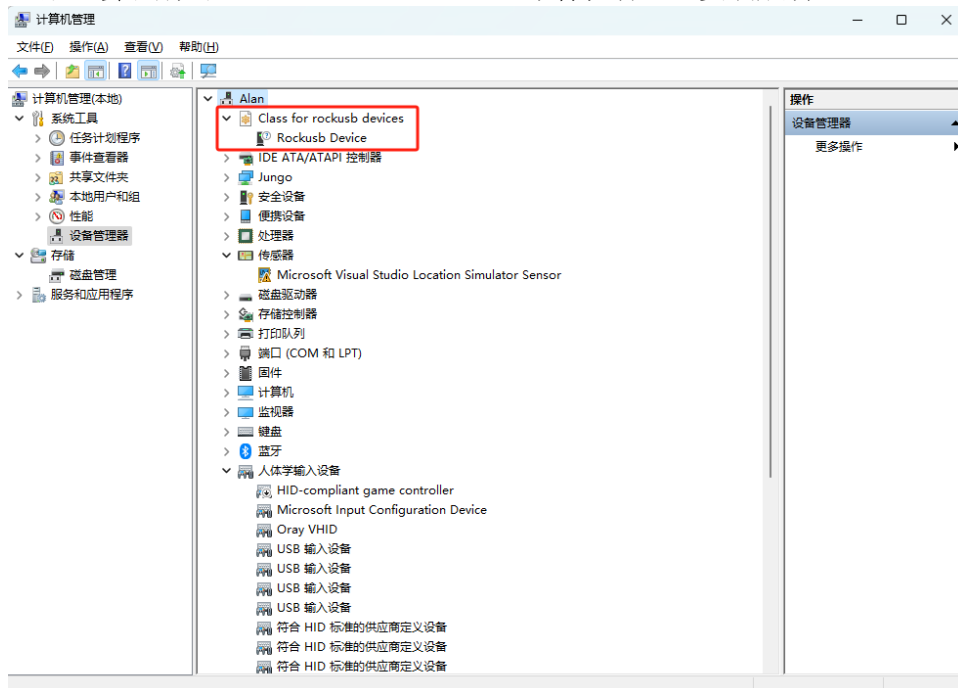 计算机管理
文件(F) 操作(A) 查看(V) 帮助(H)
计算机管理(本地)
系统工具
任务计划程序
事件查看器
共享文件夹
本地用户和组
性能
设备管理器
存储
磁盘管理
服务和应用程序
Alan
Class for rockusb devices
Rockusb Device
IDE ATA/ATAPI 控制器
Jungo
安全设备
便携设备
处理器
传感器
Microsoft Visual Studio Location Simulator Sensor
磁盘驱动器
存储控制器
打印队列
端口 (COM 和 LPT)
固件
计算机
监视器
键盘
蓝牙
人体学输入设备
HID-compliant game controller
Microsoft Input Configuration Device
Oray VHID
USB 输入设备
USB 输入设备
USB 输入设备
USB 输入设备
符合 HID 标准的供应商定义设备
符合 HID 标准的供应商定义设备
符合 HID 标准的供应商定义设备
操作
设备管理器
更多操作